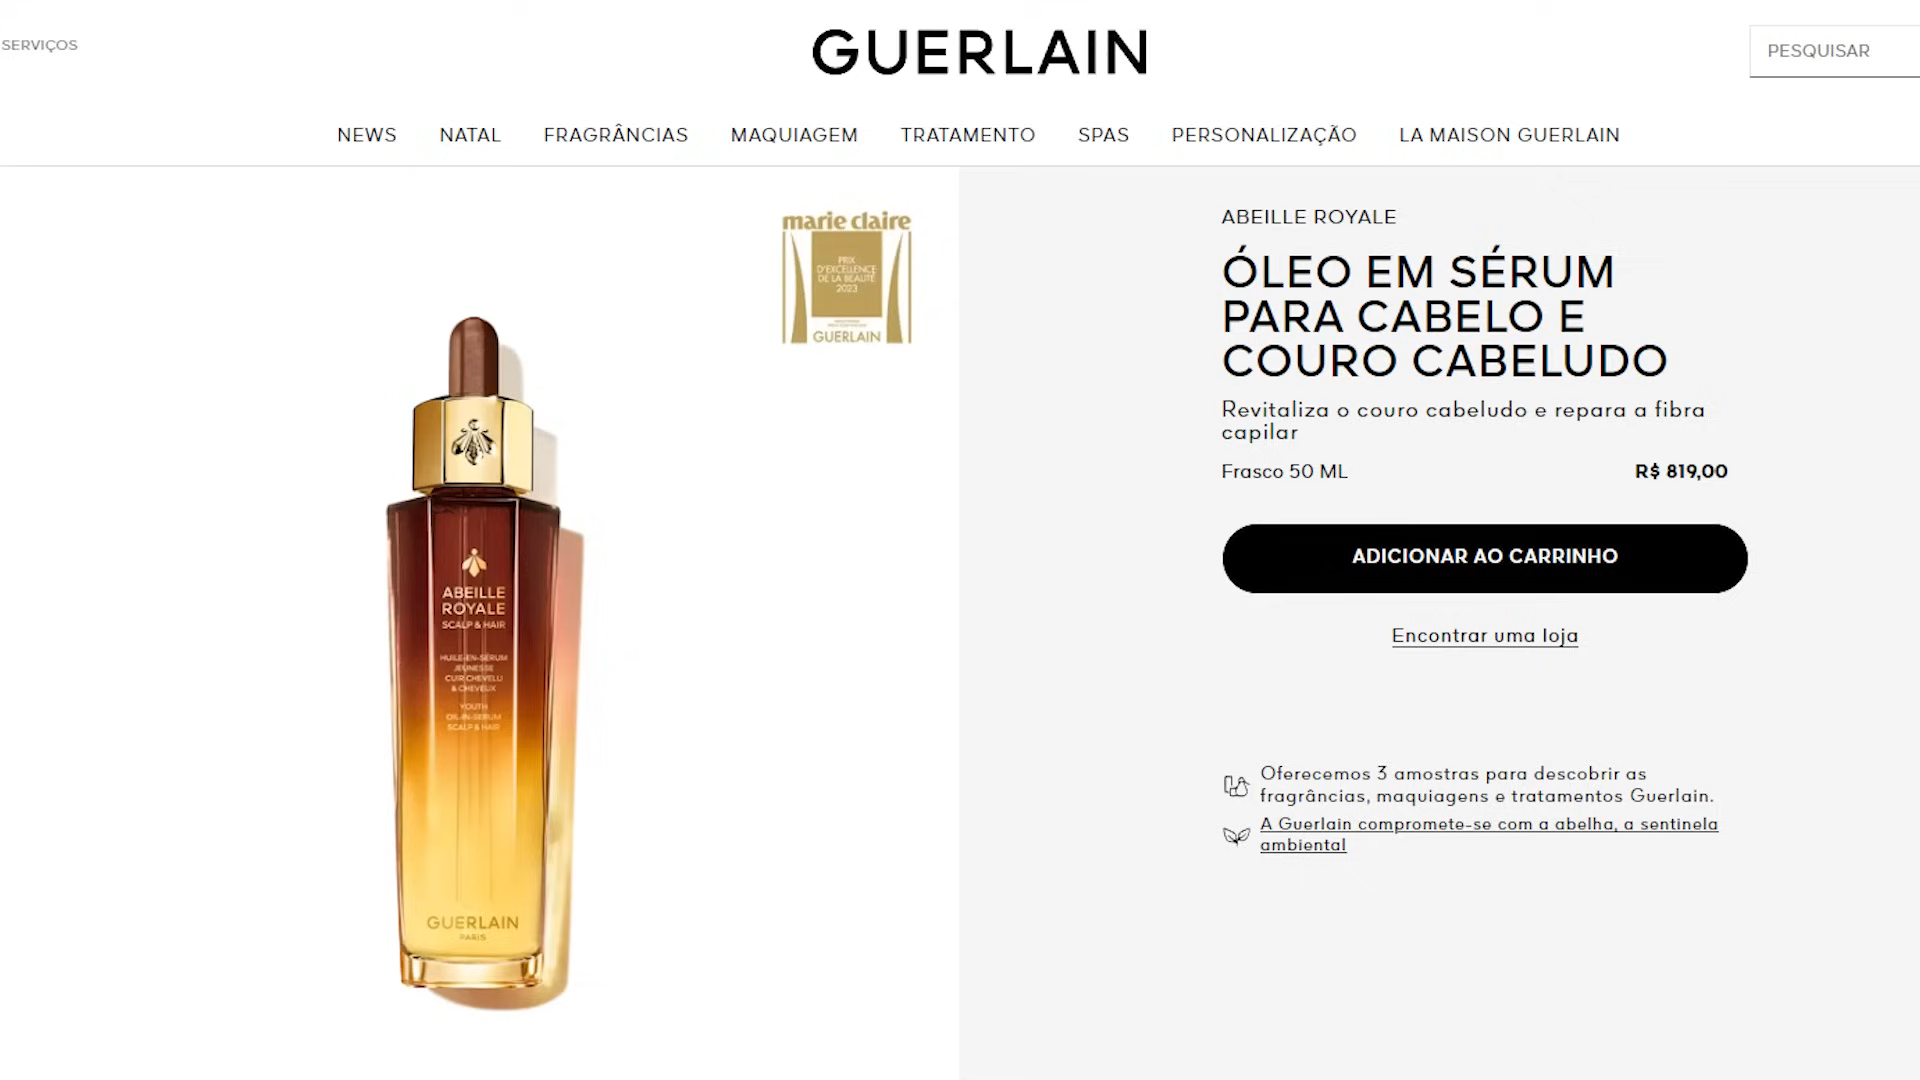 SERVIÇOS
GUERLAIN
PESQUISAR
NEWS NATAL FRAGRÂNCIAS MAQUIAGEM TRATAMENTO SPAS PERSONALIZAÇÃO LA MAISON GUERLAIN
marie claire
PRIX
D'EXCELLENCE
DE LA BEAUTÉ
2023
GUERLAIN
ABEILLE
ROYALE
SCALP & HAIR
HUILE-EN-SÉRUM
JEUNESSE
CUIR CHEVELU
& CHEVEUX
YOUTH
OIL-IN-SERUM
SCALP & HAIR
GUERLAIN
PARIS
ABEILLE ROYALE
ÓLEO EM SÉRUM
PARA CABELO E
COURO CABELUDO
Revitaliza o couro cabeludo e repara a fibra
capilar
Frasco 50 ML R$ 819,00
ADICIONAR AO CARRINHO
Encontrar uma loja
Oferecemos 3 amostras para descobrir as
fragrâncias, maquiagens e tratamentos Guerlain.
A Guerlain compromete-se com a abelha, a sentinela
ambiental